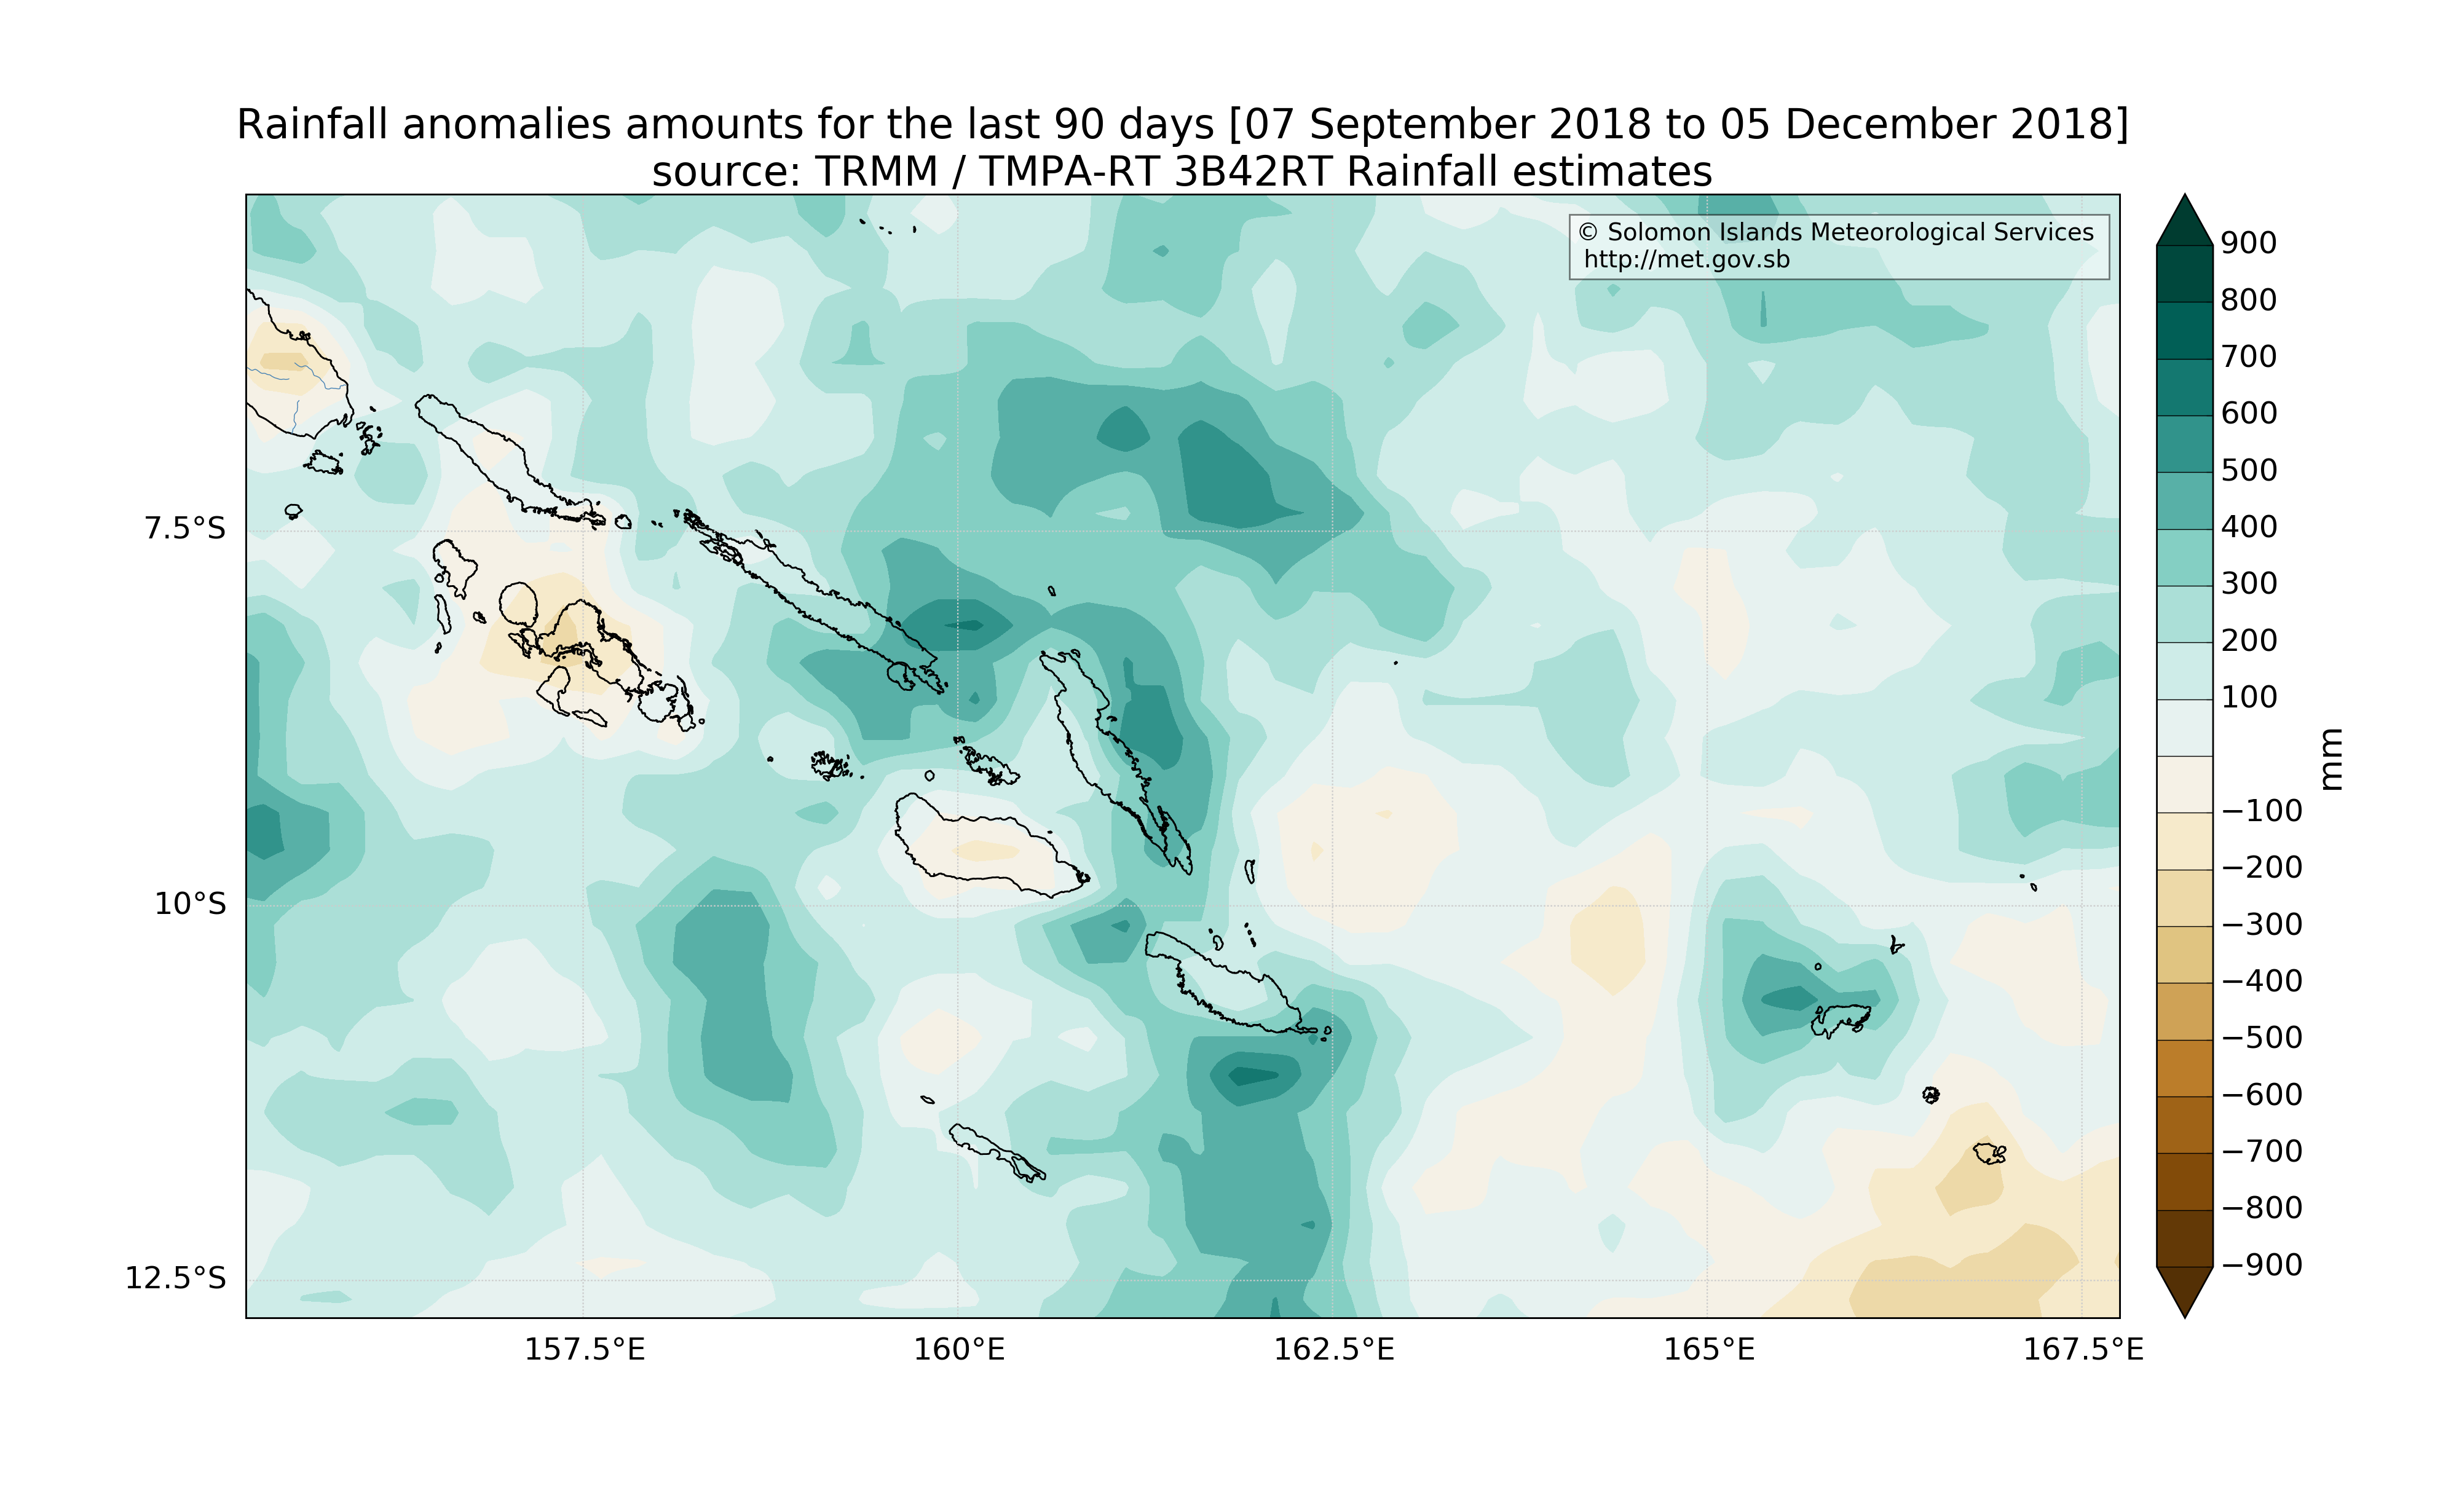 Rainfall anomalies amounts for the last 90 days [07 September 2018 to 05 December 2018]
source: TRMM / TMPA-RT 3B42RT Rainfall estimates
© Solomon Islands Meteorological Services
http://met.gov.sb
7.5°S
10°S
12.5°S
157.5°E
160°E
162.5°E
165°E
167.5°E
900
800
700
600
500
400
300
200
100
−100
−200
−300
−400
−500
−600
−700
−800
−900
mm